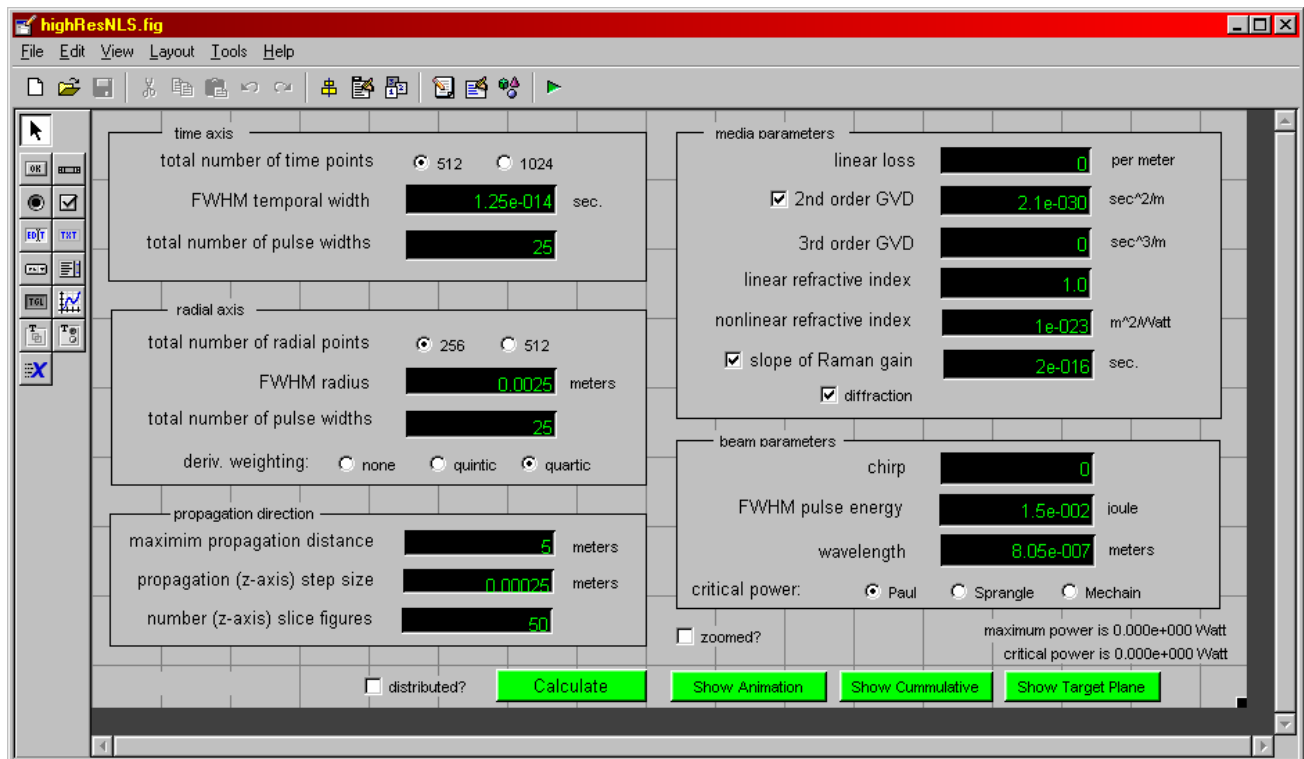 highResNLS.fig
File Edit View Layout Tools Help
time axis
total number of time points 512 1024
FWHM temporal width 1.25e-014 sec.
total number of pulse widths 25
radial axis
total number of radial points 256 512
FWHM radius 0.0025 meters
total number of pulse widths 25
deriv. weighting: none quintic quartic
propagation direction
maximim propagation distance 5 meters
propagation (z-axis) step size 0.00025 meters
number (z-axis) slice figures 50
distributed? Calculate
media parameters
linear loss 0 per meter
2nd order GVD 2.1e-030 sec^2/m
3rd order GVD 0 sec^3/m
linear refractive index 1.0
nonlinear refractive index 1e-023 m^2/Watt
slope of Raman gain 2e-016 sec.
diffraction
beam parameters
chirp 0
FWHM pulse energy 1.5e-002 joule
wavelength 8.05e-007 meters
critical power: Paul Sprangle Mechain
zoomed?
maximum power is 0.000e+000 Watt
critical power is 0.000e+000 Watt
Show Animation Show Cummulative Show Target Plane
OK
EDIT TXT
TGL